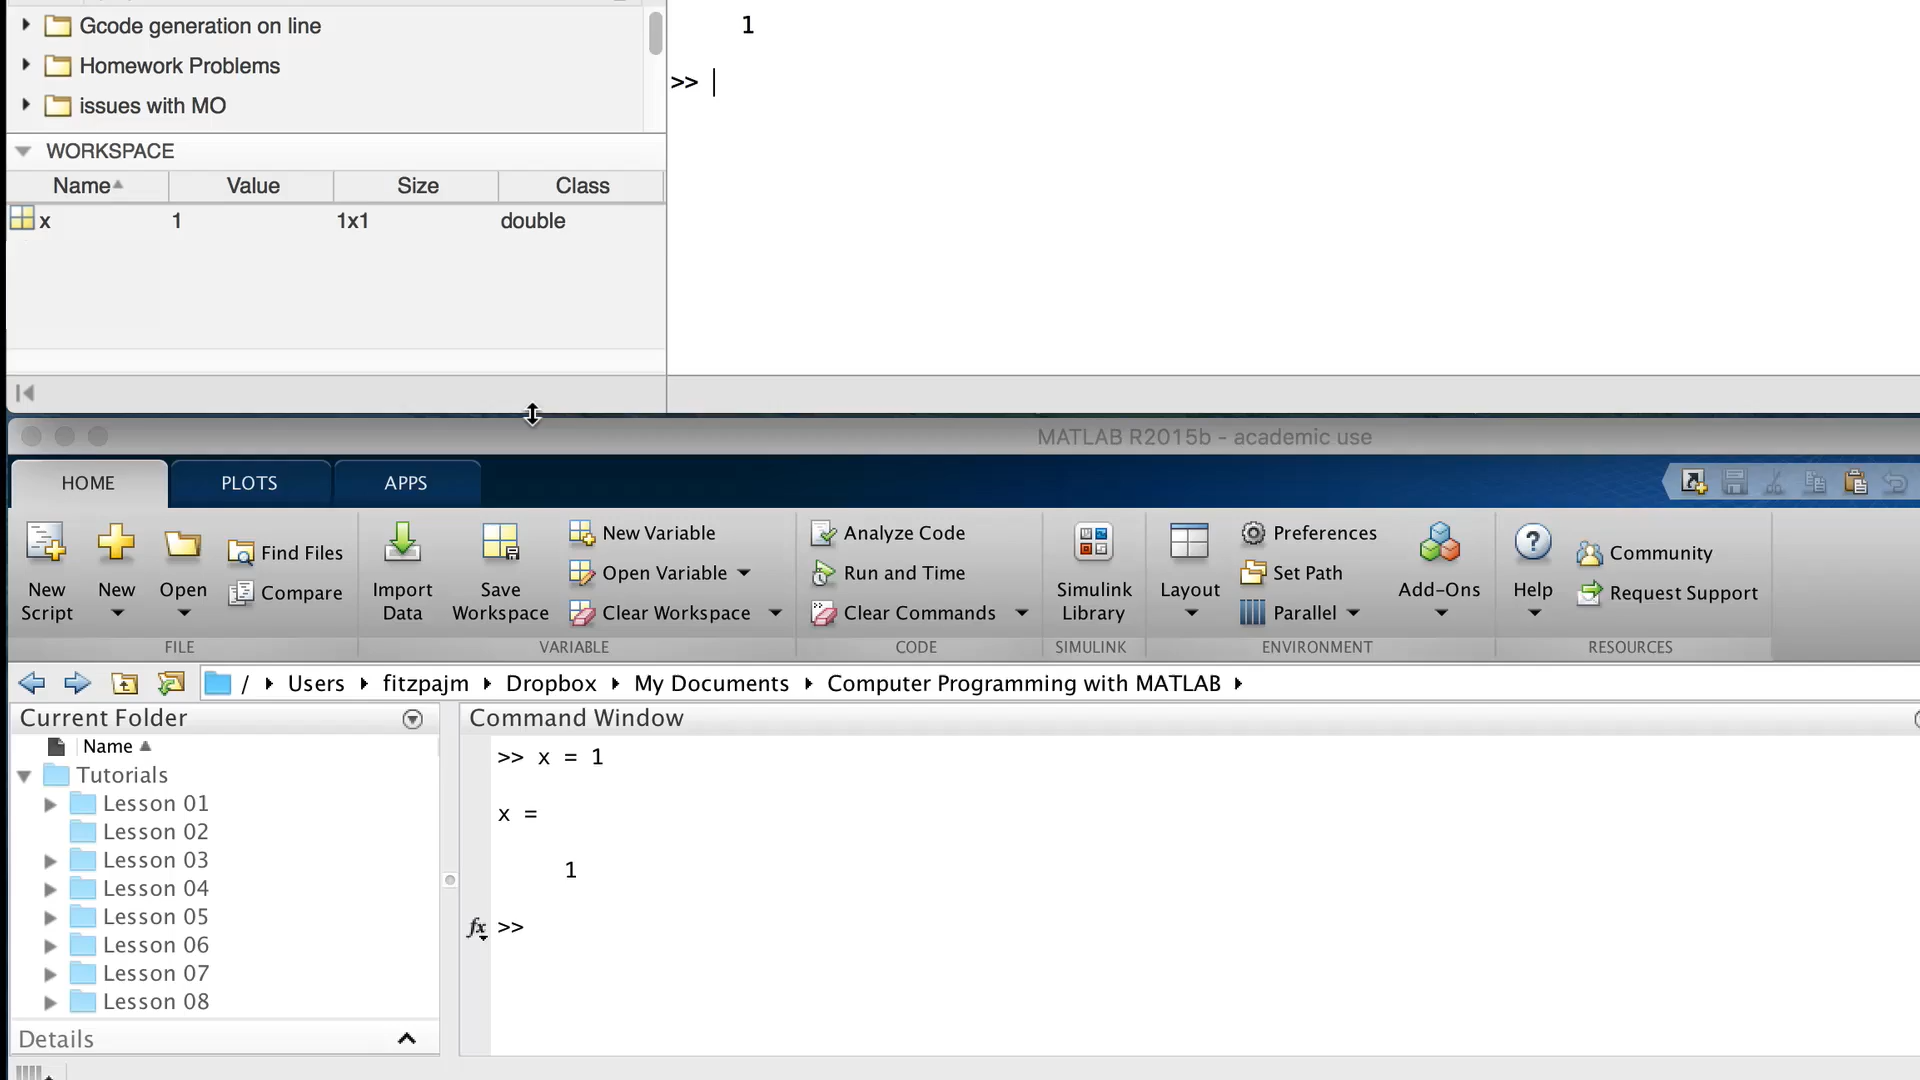 Gcode generation on line
Homework Problems
issues with MO
WORKSPACE
Name Value Size Class
x 1 1x1 double
1
>>
MATLAB R2015b - academic use
HOME PLOTS APPS
New Script
New
Open
Find Files
Compare
FILE
Import Data
Save Workspace
New Variable
Open Variable
Clear Workspace
VARIABLE
Analyze Code
Run and Time
Clear Commands
CODE
Simulink Library
SIMULINK
Layout
Preferences
Set Path
Parallel
Add-Ons
ENVIRONMENT
Help
Community
Request Support
RESOURCES
/ Users fitzpajm Dropbox My Documents Computer Programming with MATLAB
Current Folder
Name
Tutorials
Lesson 01
Lesson 02
Lesson 03
Lesson 04
Lesson 05
Lesson 06
Lesson 07
Lesson 08
Details
Command Window
>> x = 1
x =
1
fx >>